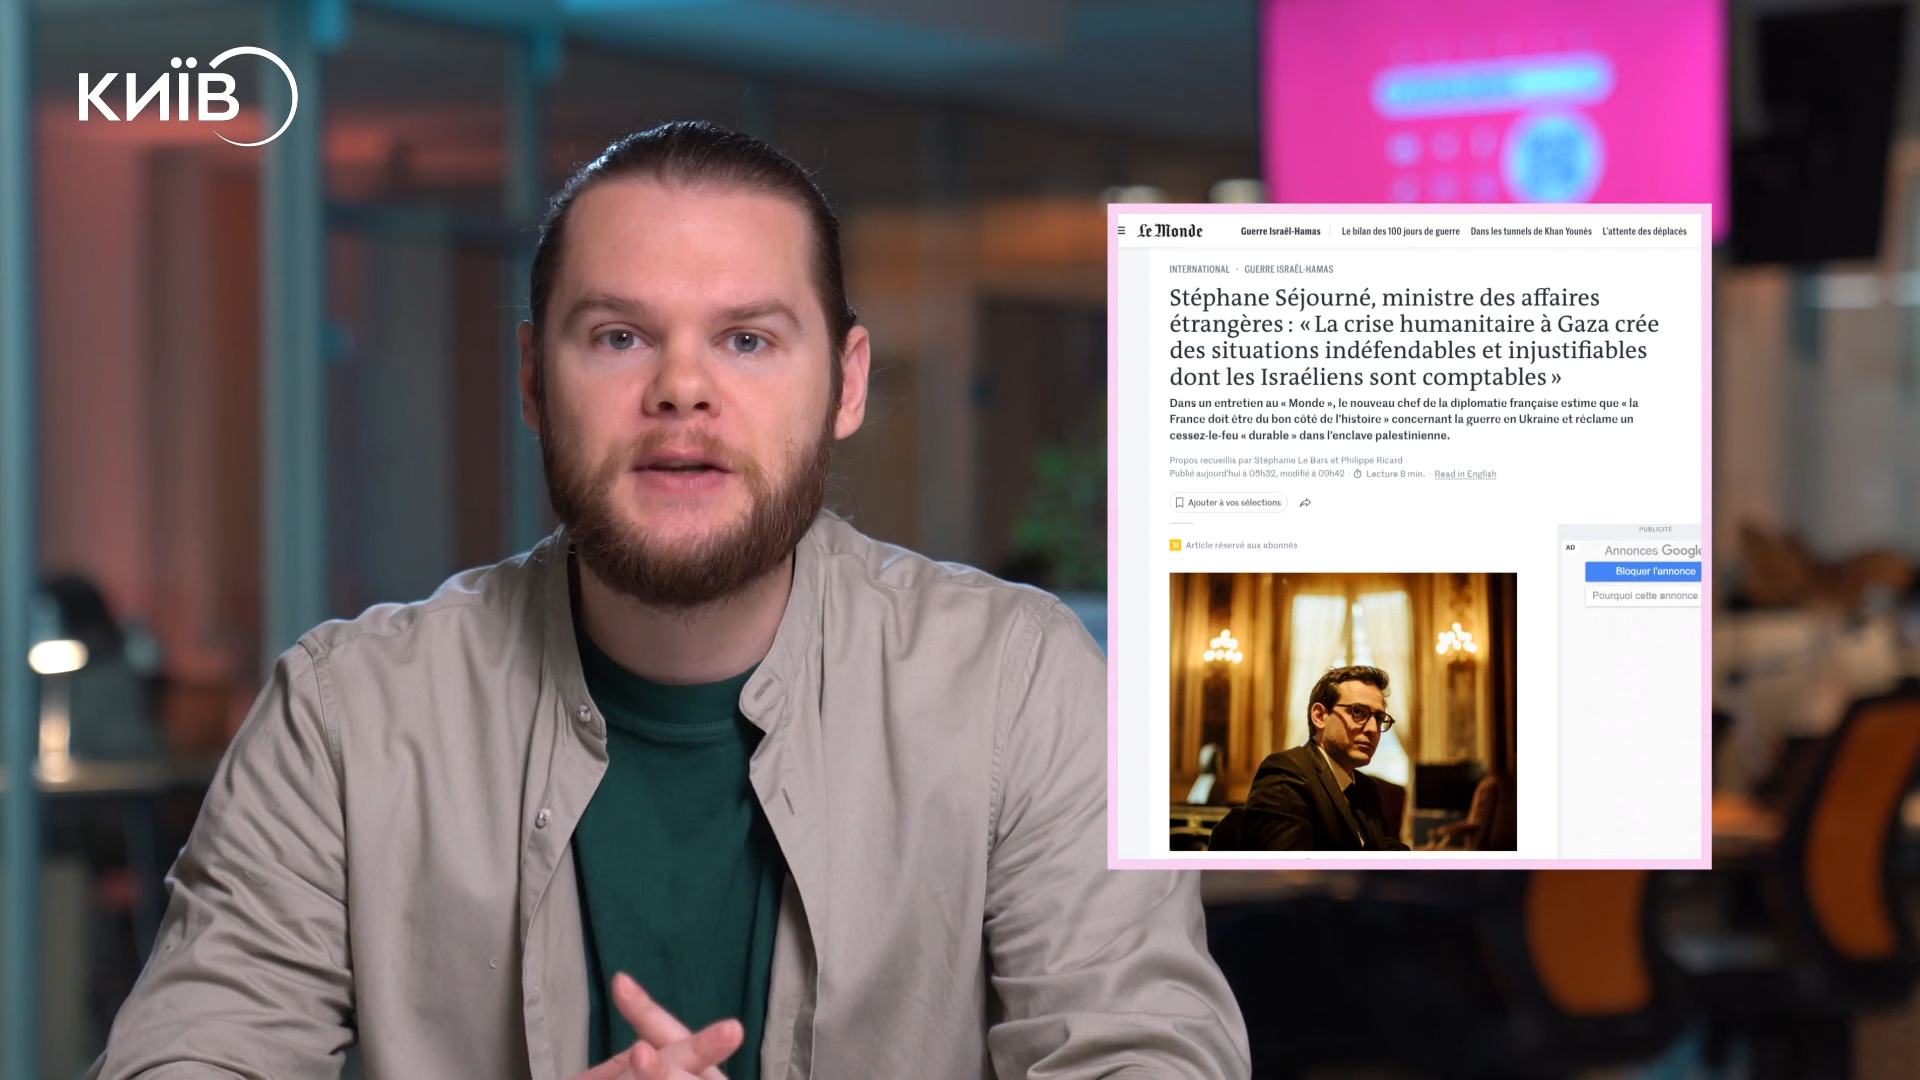 КИЇВ
Le Monde
Guerre Israël-Hamas
Le bilan des 100 jours de guerre
Dans les tunnels de Khan Younès
L'attente des déplacés
INTERNATIONAL · GUERRE ISRAËL-HAMAS
Stéphane Séjourné, ministre des affaires
étrangères : « La crise humanitaire à Gaza crée
des situations indéfendables et injustifiables
dont les Israéliens sont comptables »
Dans un entretien au « Monde », le nouveau chef de la diplomatie française estime que « la
France doit être du bon côté de l'histoire » concernant la guerre en Ukraine et réclame un
cessez-le-feu « durable » dans l'enclave palestinienne.
Propos recueillis par Stéphanie Le Bars et Philippe Ricard
Publié aujourd'hui à 05h32, modifié à 09h42 · Lecture 8 min. · Read in English
Ajouter à vos sélections
Article réservé aux abonnés
PUBLICITÉ
AD
Annonces Google
Bloquer l'annonce
Pourquoi cette annonce